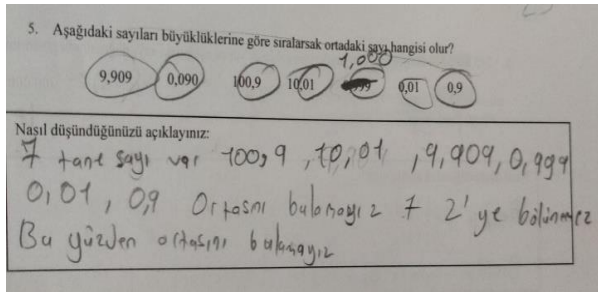 5. Aşağıdaki sayıları büyüklüklerine göre sıralarsak ortadaki sayı hangisi olur?
1,000
9,909 0,090 100,9 10,01 999 0,01 0,9
Nasıl düşündüğünüzü açıklayınız:
7 tane sayı var 100,9 , 10,01 , 9,909, 0,999
0,01 , 0,9 Ortasnı bulamayız 7 2'ye bölünmez
Bu yüzden ortasını bulamayız